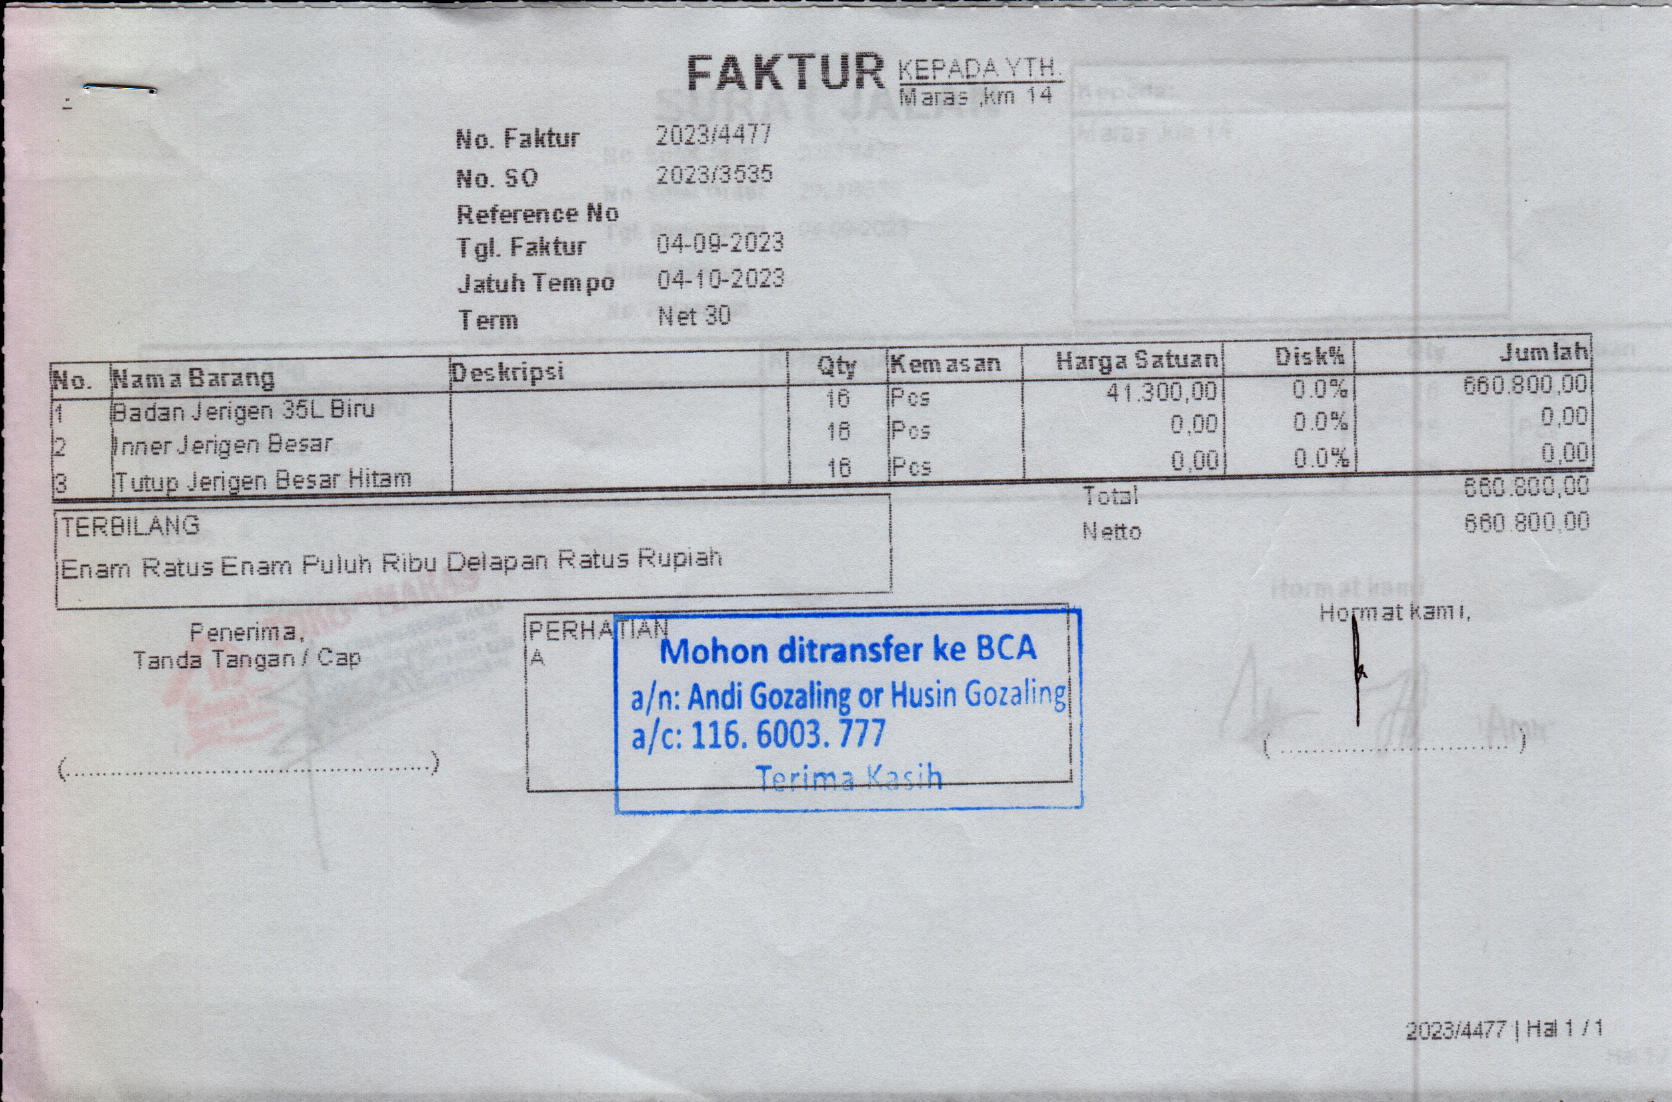 FAKTUR
KEPADA YTH.
Maras ,km 14
No. Faktur 2023/4477
No. SO 2023/3535
Reference No
Tgl. Faktur 04-09-2023
Jatuh Tempo 04-10-2023
Term Net 30
No. Nama Barang Deskripsi Qty Kemasan Harga Satuan Disk% Jumlah
1 Badan Jerigen 35L Biru 16 Pcs 41.300,00 0.0% 660.800,00
2 Inner Jerigen Besar 16 Pcs 0,00 0.0% 0,00
3 Tutup Jerigen Besar Hitam 16 Pcs 0,00 0.0% 0,00
Total 660.800,00
Netto 660.800,00
TERBILANG
Enam Ratus Enam Puluh Ribu Delapan Ratus Rupiah
Penerima,
Tanda Tangan / Cap
(....................)
PERHATIAN
A
Mohon ditransfer ke BCA
a/n: Andi Gozaling or Husin Gozaling
a/c: 116. 6003. 777
Terima Kasih
Hormat kami,
(....................)
2023/4477 | Hal 1 / 1